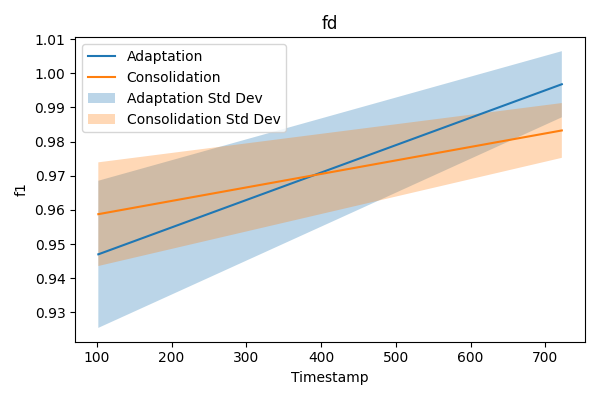 fd
1.01
1.00
0.99
0.98
0.97
0.96
0.95
0.94
0.93
f1
Adaptation
Consolidation
Adaptation Std Dev
Consolidation Std Dev
100 200 300 400 500 600 700
Timestamp